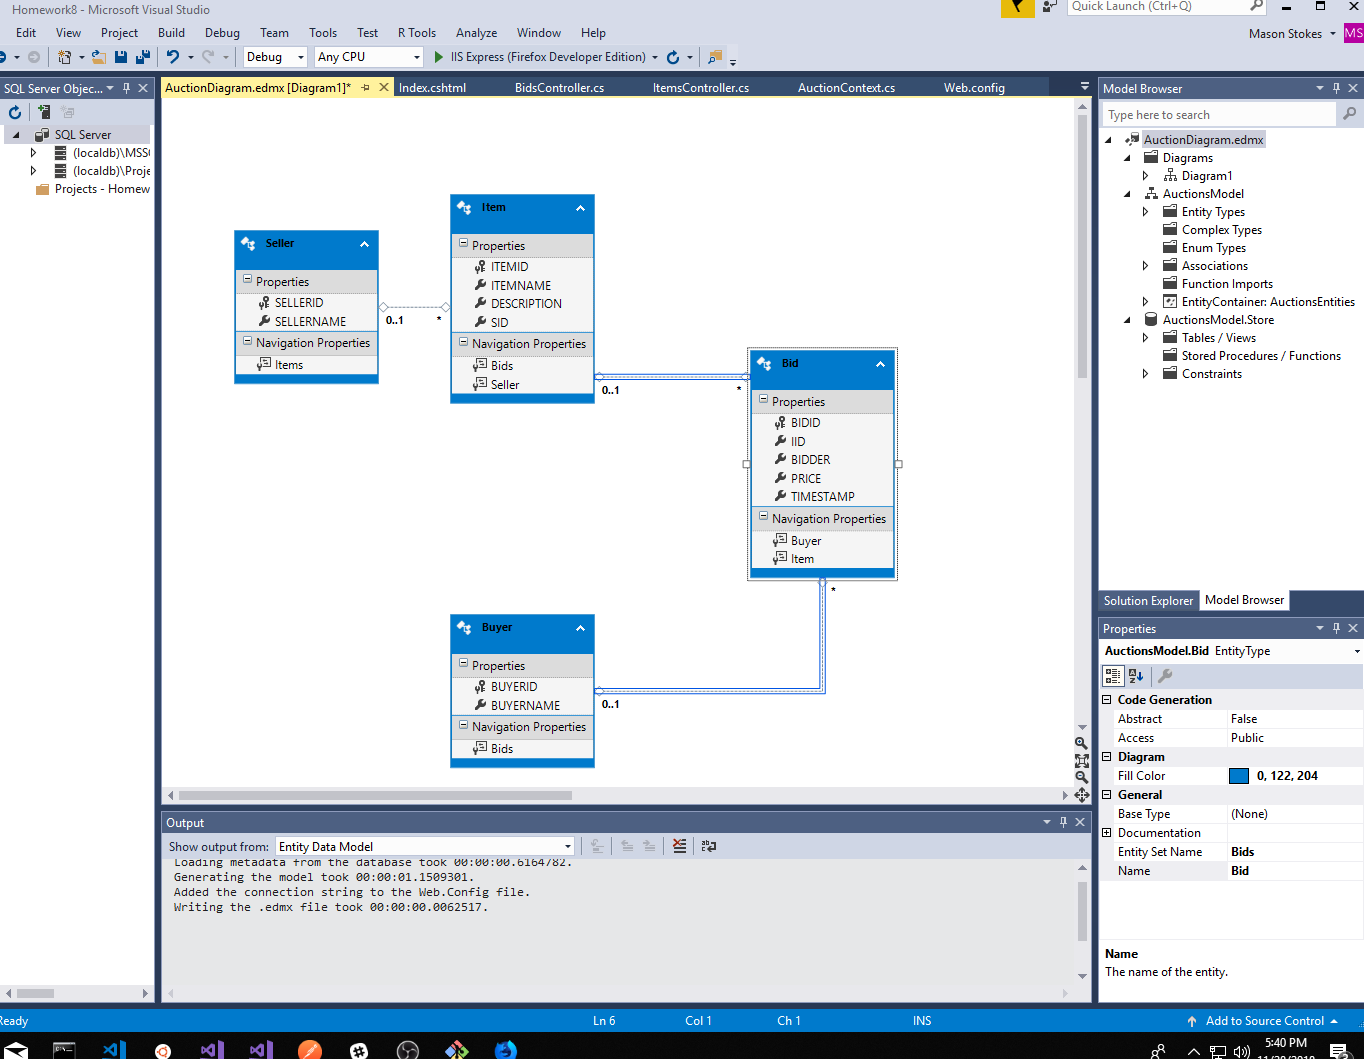 Homework8 - Microsoft Visual Studio
Quick Launch (Ctrl+Q)
Edit View Project Build Debug Team Tools Test R Tools Analyze Window Help
Mason Stokes MS
Debug Any CPU IIS Express (Firefox Developer Edition)
SQL Server Objec...
SQL Server
(localdb)\MSS
(localdb)\Proje
Projects - Homew
AuctionDiagram.edmx [Diagram1]* Index.cshtml BidsController.cs ItemsController.cs AuctionContext.cs Web.config
Seller
Properties
SELLERID
SELLERNAME
Navigation Properties
Items
0..1
*
Item
Properties
ITEMID
ITEMNAME
DESCRIPTION
SID
Navigation Properties
Bids
Seller
0..1
*
Bid
Properties
BIDID
IID
BIDDER
PRICE
TIMESTAMP
Navigation Properties
Buyer
Item
*
Buyer
Properties
BUYERID
BUYERNAME
Navigation Properties
Bids
0..1
Output
Show output from: Entity Data Model
Loading metadata from the database took 00:00:00.6164782.
Generating the model took 00:00:01.1509301.
Added the connection string to the Web.Config file.
Writing the .edmx file took 00:00:00.0062517.
Model Browser
Type here to search
AuctionDiagram.edmx
Diagrams
Diagram1
AuctionsModel
Entity Types
Complex Types
Enum Types
Associations
Function Imports
EntityContainer: AuctionsEntities
AuctionsModel.Store
Tables / Views
Stored Procedures / Functions
Constraints
Solution Explorer Model Browser
Properties
AuctionsModel.Bid EntityType
Code Generation
Abstract False
Access Public
Diagram
Fill Color 0, 122, 204
General
Base Type (None)
Documentation
Entity Set Name Bids
Name Bid
Name
The name of the entity.
Ready Ln 6 Col 1 Ch 1 INS Add to Source Control
5:40 PM